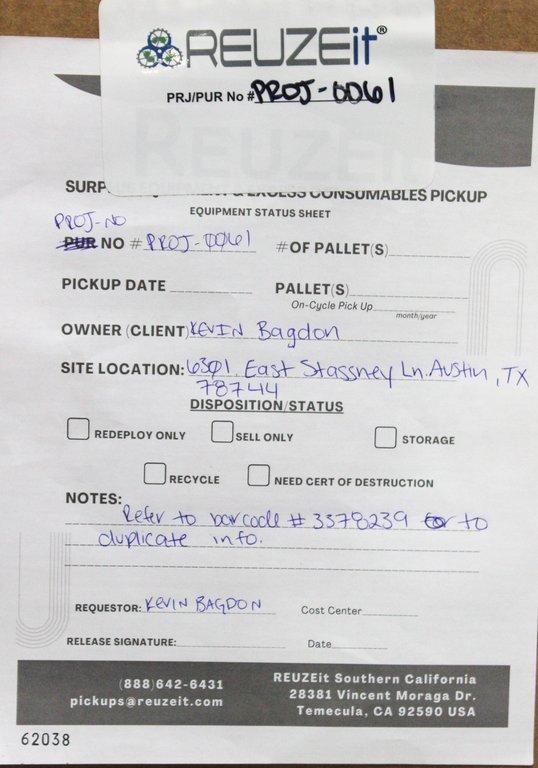 REUZEit®
PRJ/PUR No # PROJ-0061
REUZEit
SURP EQUIPMENT & EXCESS CONSUMABLES PICKUP
EQUIPMENT STATUS SHEET
PROJ-NO
PUR NO # PROJ-0061 # OF PALLET(S)
PICKUP DATE PALLET(S)
On-Cycle Pick Up
month/year
OWNER (CLIENT) KEVIN Bagdon
SITE LOCATION: 6301 East Stassney Ln. Austin, TX
78744
DISPOSITION/STATUS
REDEPLOY ONLY SELL ONLY STORAGE
RECYCLE NEED CERT OF DESTRUCTION
NOTES:
Refer to barcode # 3378239 to
duplicate info.
REQUESTOR: KEVIN BAGDON Cost Center
RELEASE SIGNATURE: Date
(888)642-6431
pickups@reuzeit.com
REUZEit Southern California
28381 Vincent Moraga Dr.
Temecula, CA 92590 USA
62038